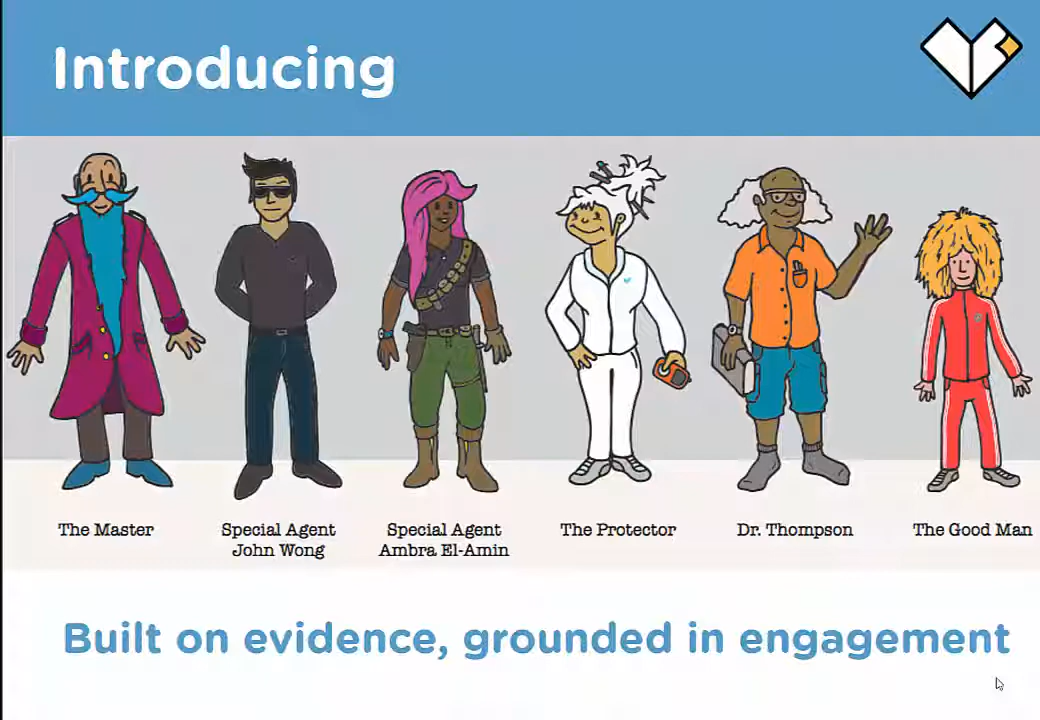 Introducing
The Master
Special Agent
John Wong
Special Agent
Ambra El-Amin
The Protector
Dr. Thompson
The Good Man
Built on evidence, grounded in engagement